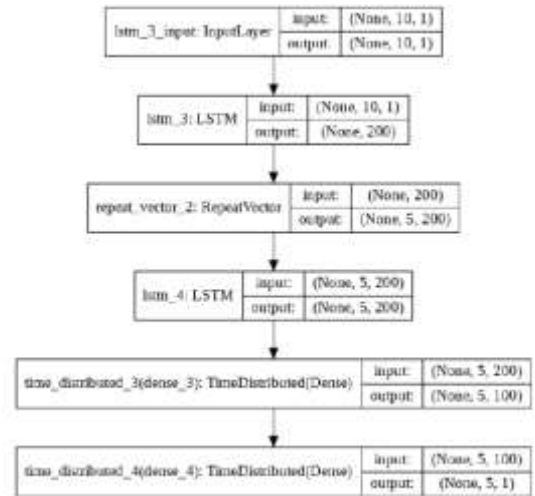 lstm_3_input: InputLayer
input: (None, 10, 1)
output: (None, 10, 1)
lstm_3: LSTM
input: (None, 10, 1)
output: (None, 200)
repeat_vector_2: RepeatVector
input: (None, 200)
output: (None, 5, 200)
lstm_4: LSTM
input: (None, 5, 200)
output: (None, 5, 200)
time_distributed_3(dense_3): TimeDistributed(Dense)
input: (None, 5, 200)
output: (None, 5, 100)
time_distributed_4(dense_4): TimeDistributed(Dense)
input: (None, 5, 100)
output: (None, 5, 1)